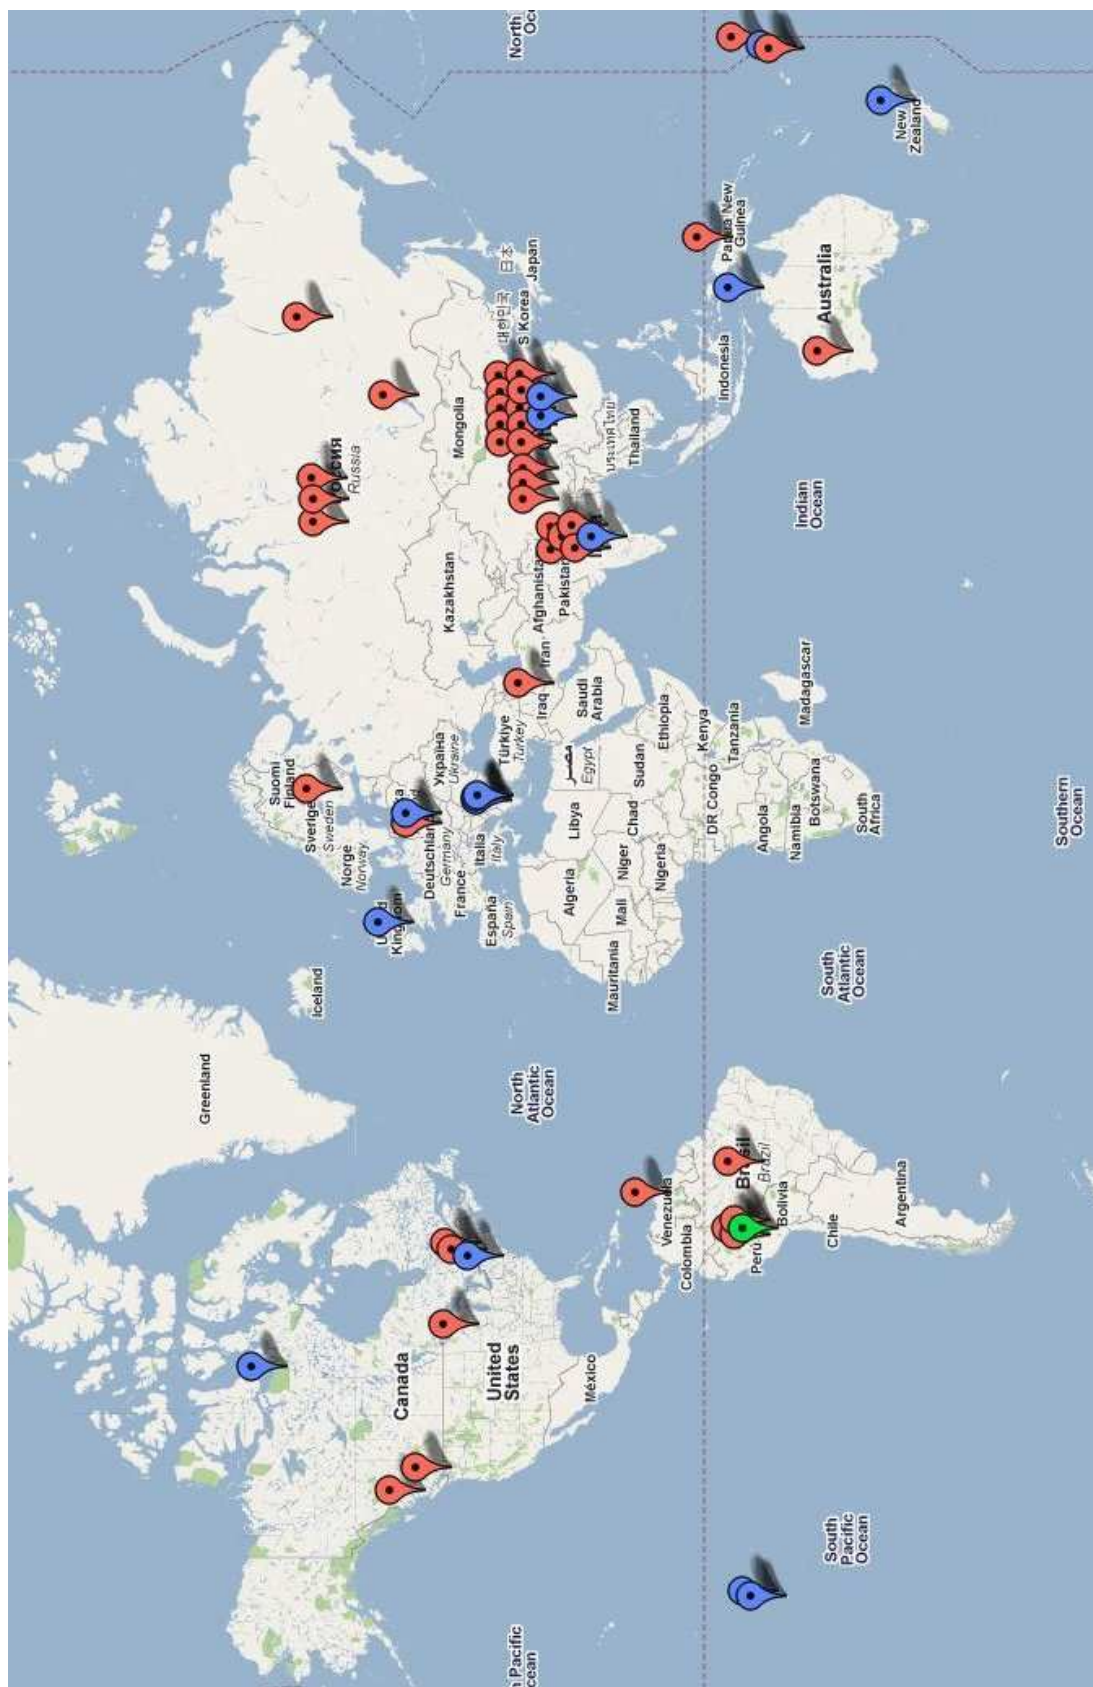 Greenland
Suomi
Finland
Sverige
Sweden
Iceland
Norge
Norway
Russia
Canada
Kingdom
Deutschland
Germany
Україна
Ukraine
Kazakhstan
Mongolia
France
Italia
Italy
España
Spain
Türkiye
Turkey
United
States
대한민국
S Korea
日本
Japan
North
Oc
North
Atlantic
Ocean
n Pacific
cean
Iraq
Iran
Afghanistan
Pakistan
México
Algeria
Libya
مصر
Egypt
Saudi
Arabia
ประเทศไทย
Thailand
Mauritania
Mali
Niger
Chad
Sudan
Nigeria
Ethiopia
Venezuela
Colombia
DR Congo
Kenya
Tanzania
Indonesia
Papua New
Guinea
Brasil
Brazil
Perú
Bolivia
Angola
Namibia
Botswana
Madagascar
Indian
Ocean
Australia
Chile
South
Pacific
Ocean
South
Atlantic
Ocean
South
Africa
Argentina
New
Zealand
Southern
Ocean